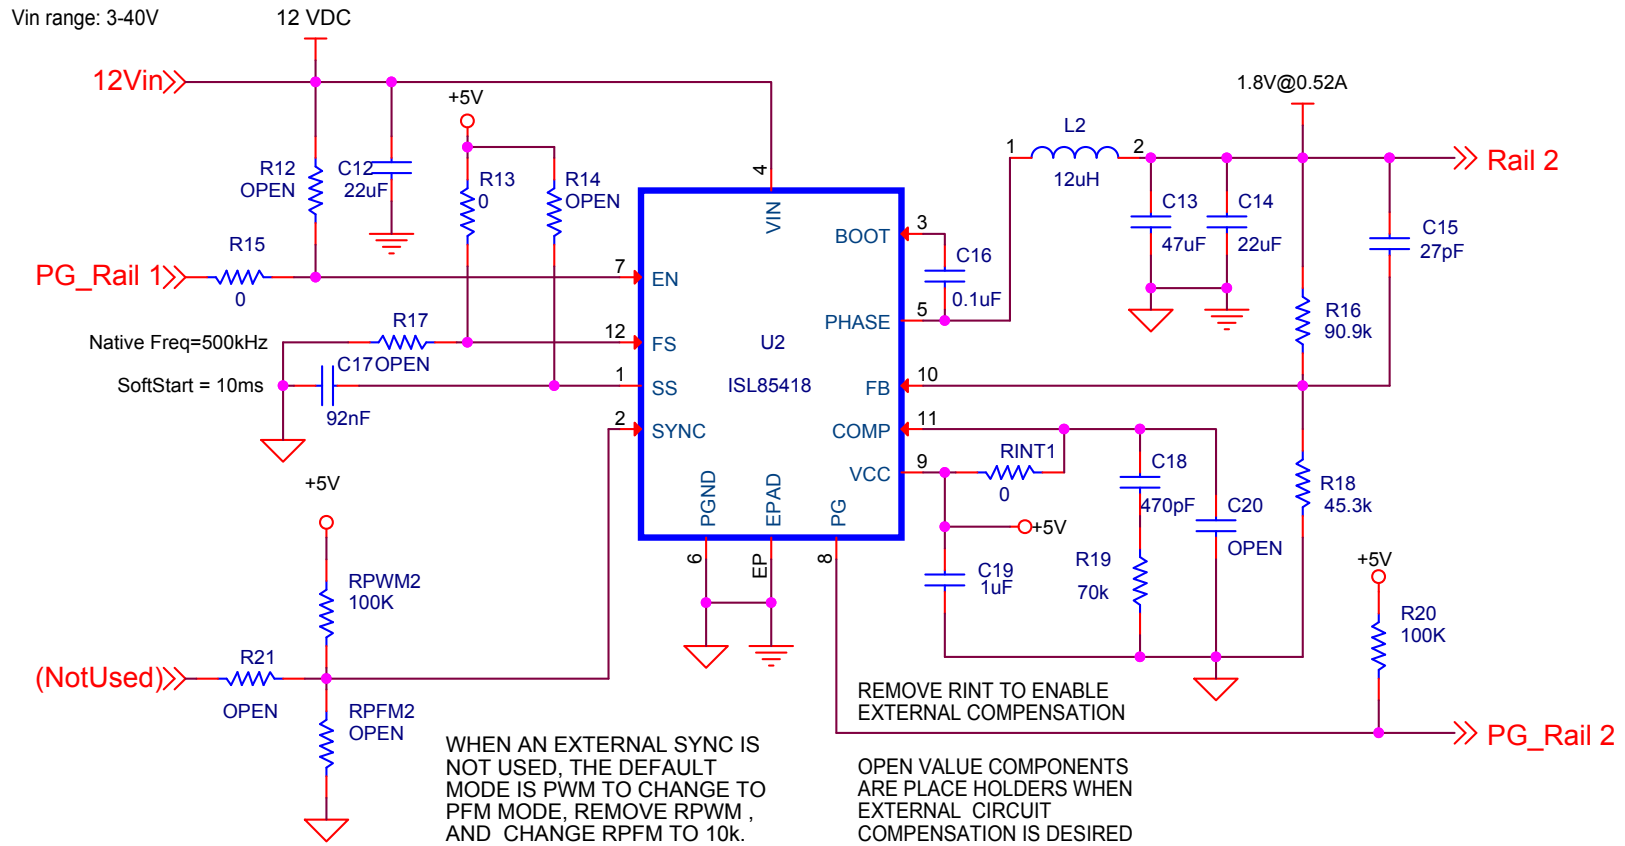 Vin range: 3-40V
12 VDC
12Vin
+5V
1.8V@0.52A
R12
OPEN
C12
22uF
R13
0
R14
OPEN
4
VIN
1
L2
2
12uH
Rail 2
C13
47uF
C14
22uF
C15
27pF
R15
0
PG_Rail 1
7
EN
BOOT
3
C16
0.1uF
PHASE
5
R16
90.9k
Native Freq=500kHz
R17
OPEN
12
FS
U2
SoftStart = 10ms
C17
92nF
1
SS
ISL85418
FB
10
2
SYNC
COMP
11
VCC
9
RINT1
0
C18
470pF
C20
OPEN
R18
45.3k
PGND
EPAD
PG
6
EP
8
+5V
C19
1uF
R19
70k
+5V
R20
100K
+5V
RPWM2
100K
(NotUsed)
R21
OPEN
RPFM2
OPEN
REMOVE RINT TO ENABLE
EXTERNAL COMPENSATION
PG_Rail 2
WHEN AN EXTERNAL SYNC IS
NOT USED, THE DEFAULT
MODE IS PWM TO CHANGE TO
PFM MODE, REMOVE RPWM ,
AND CHANGE RPFM TO 10k.
OPEN VALUE COMPONENTS
ARE PLACE HOLDERS WHEN
EXTERNAL CIRCUIT
COMPENSATION IS DESIRED